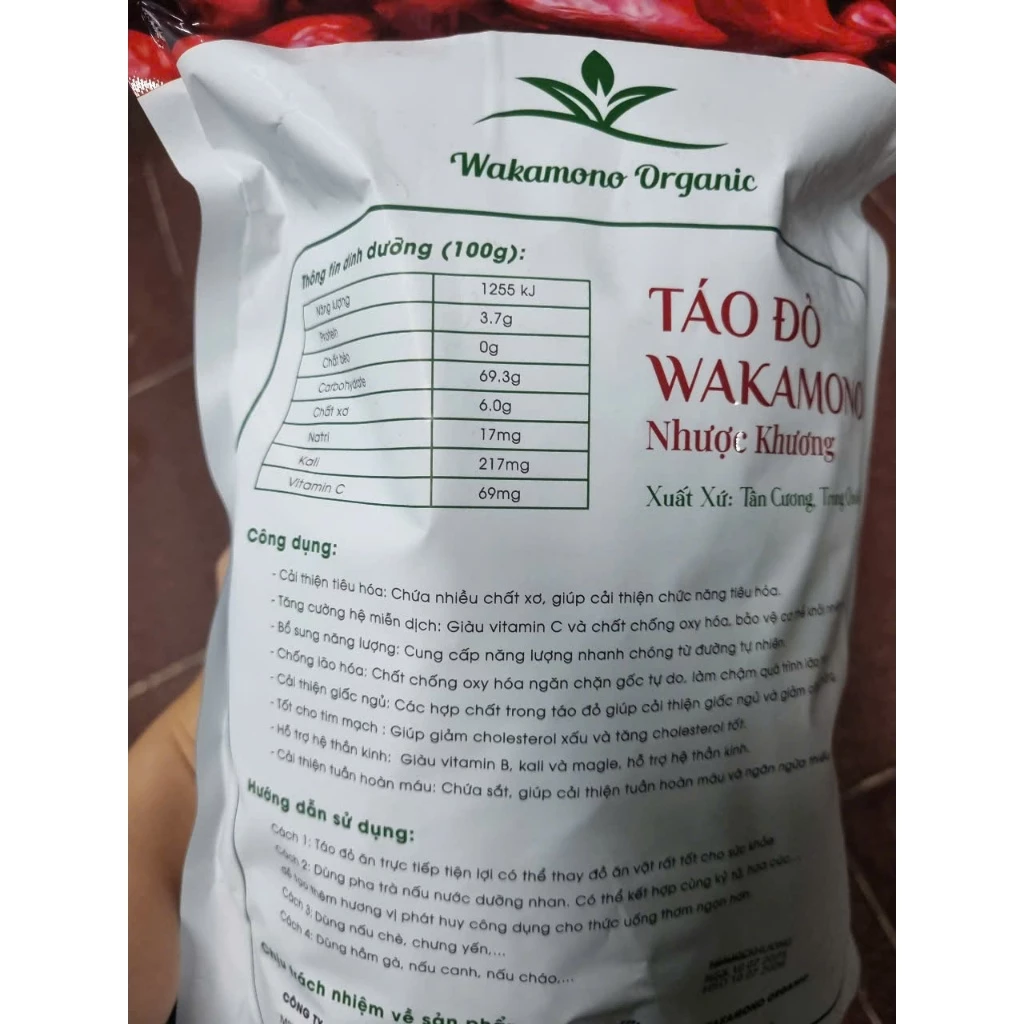 Wakamono Organic
Thông tin dinh dưỡng (100g):
Năng lượng 1255 kJ
Protein 3.7g
Chất béo 0g
Carbohydrate 69.3g
Chất xơ 6.0g
Natri 17mg
Kali 217mg
Vitamin C 69mg
TÁO ĐỎ
WAKAMONO
Nhược Khương
Xuất Xứ: Tân Cương, Trung
Công dụng:
- Cải thiện tiêu hóa: Chứa nhiều chất xơ, giúp cải thiện chức năng tiêu hóa.
- Tăng cường hệ miễn dịch: Giàu vitamin C và chất chống oxy hóa, bảo vệ cơ thể khỏi
- Bổ sung năng lượng: Cung cấp năng lượng nhanh chóng từ đường tự nhiên.
- Chống lão hóa: Chất chống oxy hóa ngăn chặn gốc tự do, làm chậm quá trình lão
- Cải thiện giấc ngủ: Các hợp chất trong táo đỏ giúp cải thiện giấc ngủ và giảm
- Tốt cho tim mạch : Giúp giảm cholesterol xấu và tăng cholesterol tốt.
- Hỗ trợ hệ thần kinh: Giàu vitamin B, kali và magie, hỗ trợ hệ thần kinh.
- Cải thiện tuần hoàn máu: Chứa sắt, giúp cải thiện tuần hoàn máu và ngăn ngừa thiếu
Hướng dẫn sử dụng:
Cách 1: Táo đỏ ăn trực tiếp tiện lợi có thể thay đồ ăn vặt rất tốt cho sức khỏe
Cách 2: Dùng pha trà nấu nước dưỡng nhan. Có thể kết hợp cùng kỷ tử, hoa cúc,...
để tạo thêm hương vị phát huy công dụng cho thức uống thơm ngon hơn.
Cách 3: Dùng nấu chè, chưng yến,...
Cách 4: Dùng hầm gà, nấu canh, nấu cháo,...
Chịu trách nhiệm về sản phẩm
CÔNG TY
ORGANIC